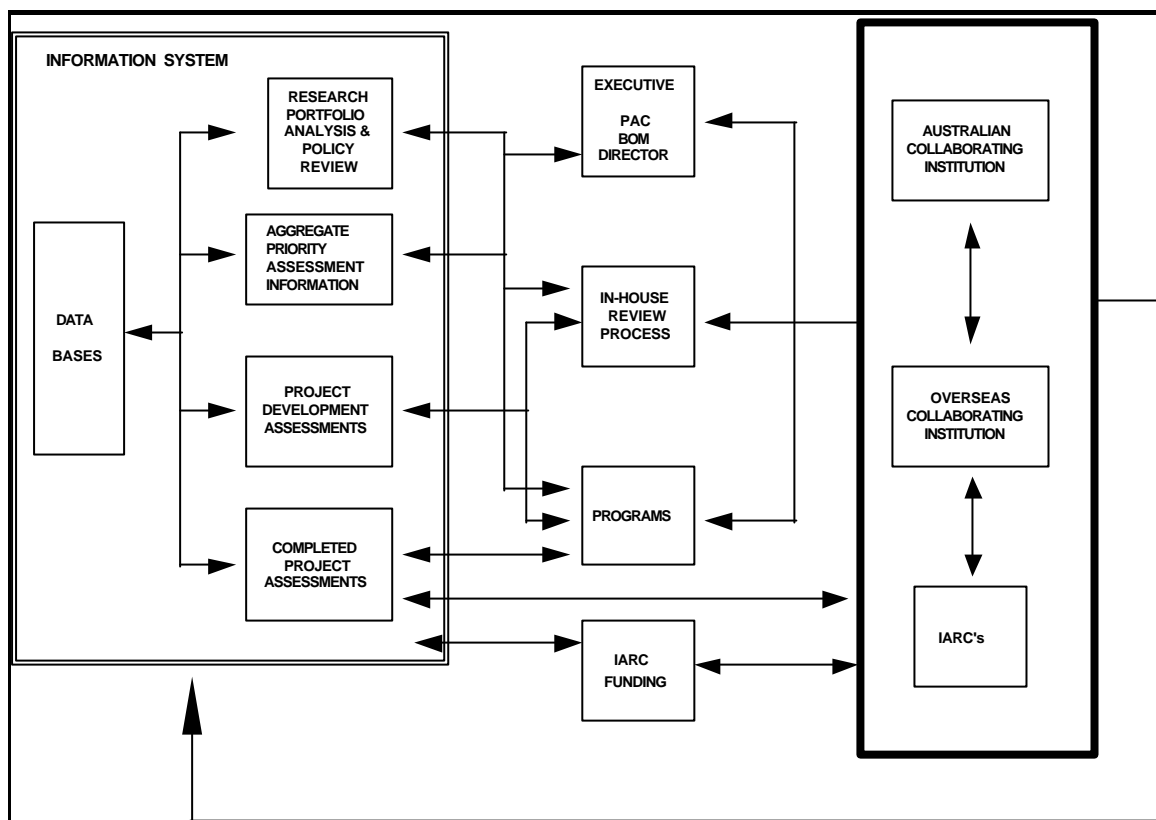 INFORMATION SYSTEM
RESEARCH
PORTFOLIO
ANALYSIS &
POLICY
REVIEW
AGGREGATE
PRIORITY
ASSESSMENT
INFORMATION
DATA
BASES
PROJECT
DEVELOPMENT
ASSESSMENTS
COMPLETED
PROJECT
ASSESSMENTS
EXECUTIVE
PAC
BOM
DIRECTOR
IN-HOUSE
REVIEW
PROCESS
PROGRAMS
IARC
FUNDING
AUSTRALIAN
COLLABORATING
INSTITUTION
OVERSEAS
COLLABORATING
INSTITUTION
IARC's